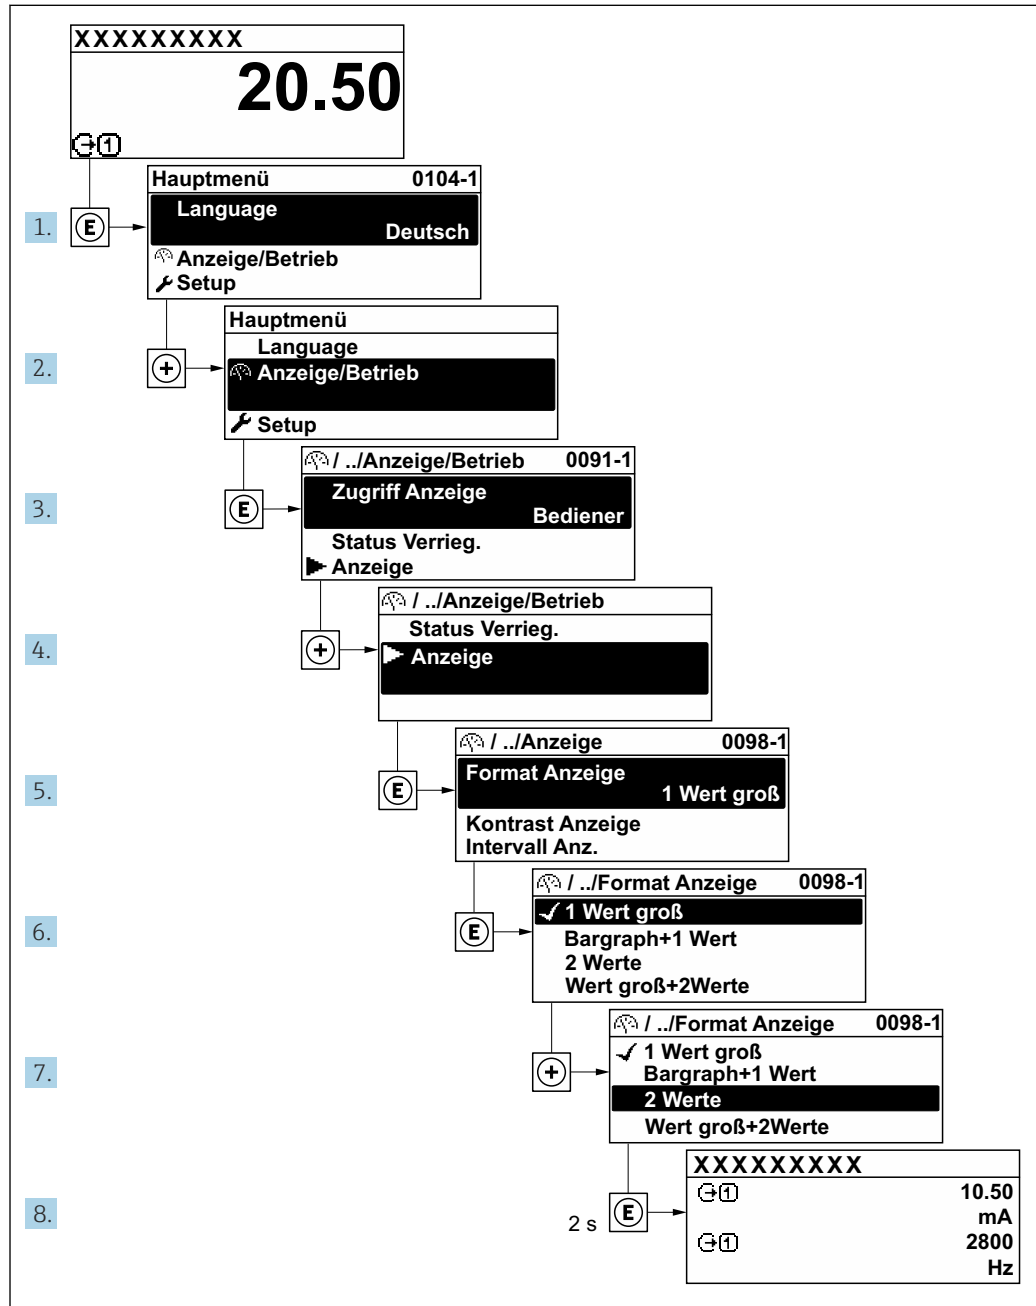 XXXXXXXXX
20.50
1
Hauptmenü 0104-1
1. E Language
Deutsch
Anzeige/Betrieb
Setup
Hauptmenü
Language
2. + Anzeige/Betrieb
Setup
/ ../Anzeige/Betrieb 0091-1
3. E Zugriff Anzeige
Bediener
Status Verrieg.
Anzeige
/ ../Anzeige/Betrieb
Status Verrieg.
4. + Anzeige
/ ../Anzeige 0098-1
5. E Format Anzeige
1 Wert groß
Kontrast Anzeige
Intervall Anz.
/ ../Format Anzeige 0098-1
6. E 1 Wert groß
Bargraph+1 Wert
2 Werte
Wert groß+2Werte
/ ../Format Anzeige 0098-1
1 Wert groß
7. + Bargraph+1 Wert
2 Werte
Wert groß+2Werte
XXXXXXXXX
1 10.50
8. 2 s E mA
1 2800
Hz